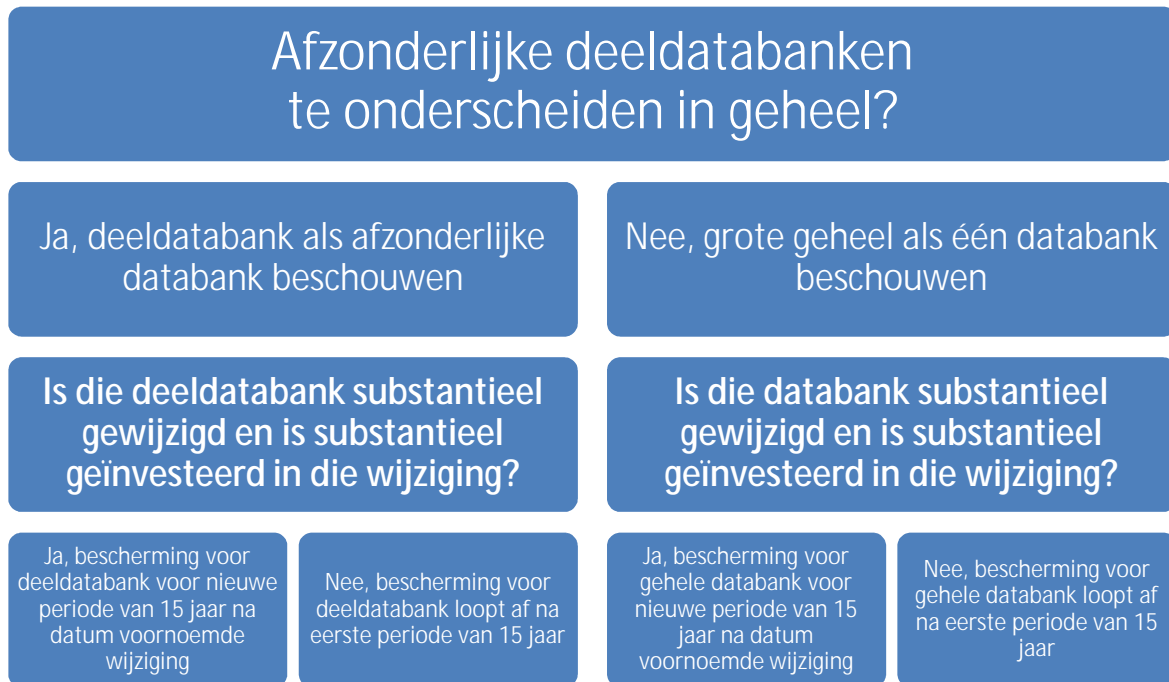 Afzonderlijke deeldatabanken
te onderscheiden in geheel?
Ja, deeldatabank als afzonderlijke
databank beschouwen
Nee, grote geheel als één databank
beschouwen
Is die deeldatabank substantieel
gewijzigd en is substantieel
geïnvesteerd in die wijziging?
Is die databank substantieel
gewijzigd en is substantieel
geïnvesteerd in die wijziging?
Ja, bescherming voor
deeldatabank voor nieuwe
periode van 15 jaar na
datum voornoemde
wijziging
Nee, bescherming voor
deeldatabank loopt af na
eerste periode van 15 jaar
Ja, bescherming voor
gehele databank voor
nieuwe periode van 15
jaar na datum
voornoemde wijziging
Nee, bescherming voor
gehele databank loopt af
na eerste periode van 15
jaar